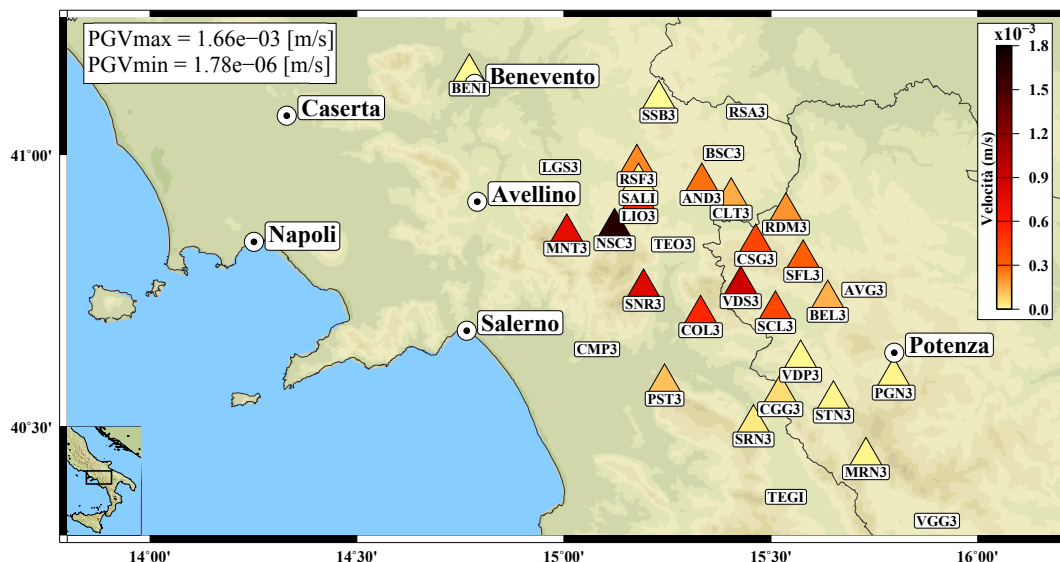 PGVmax = 1.66e−03 [m/s]
PGVmin = 1.78e−06 [m/s]
x10⁻³
1.8
1.5
1.2
0.9
0.6
0.3
0.0
Velocità (m/s)
Benevento
BENI
Caserta
SSB3
RSA3
41°00'
LGS3
BSC3
RSF3
Avellino
SALI
AND3
CLT3
LIO3
RDM3
Napoli
MNT3
NSC3
TEO3
CSG3
SFL3
AVG3
SNR3
VDS3
BEL3
Salerno
COL3
SCL3
CMP3
Potenza
VDP3
PGN3
PST3
CGG3
STN3
40°30'
SRN3
MRN3
TEGI
VGG3
14°00'
14°30'
15°00'
15°30'
16°00'